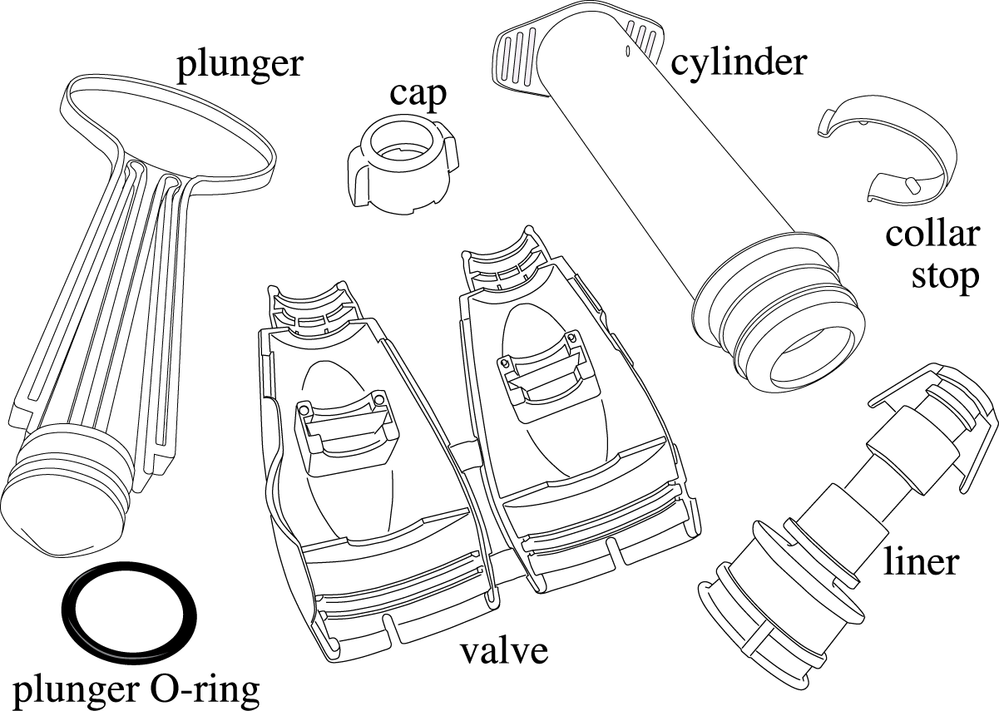 plunger
cap
cylinder
collar
stop
liner
valve
plunger O-ring